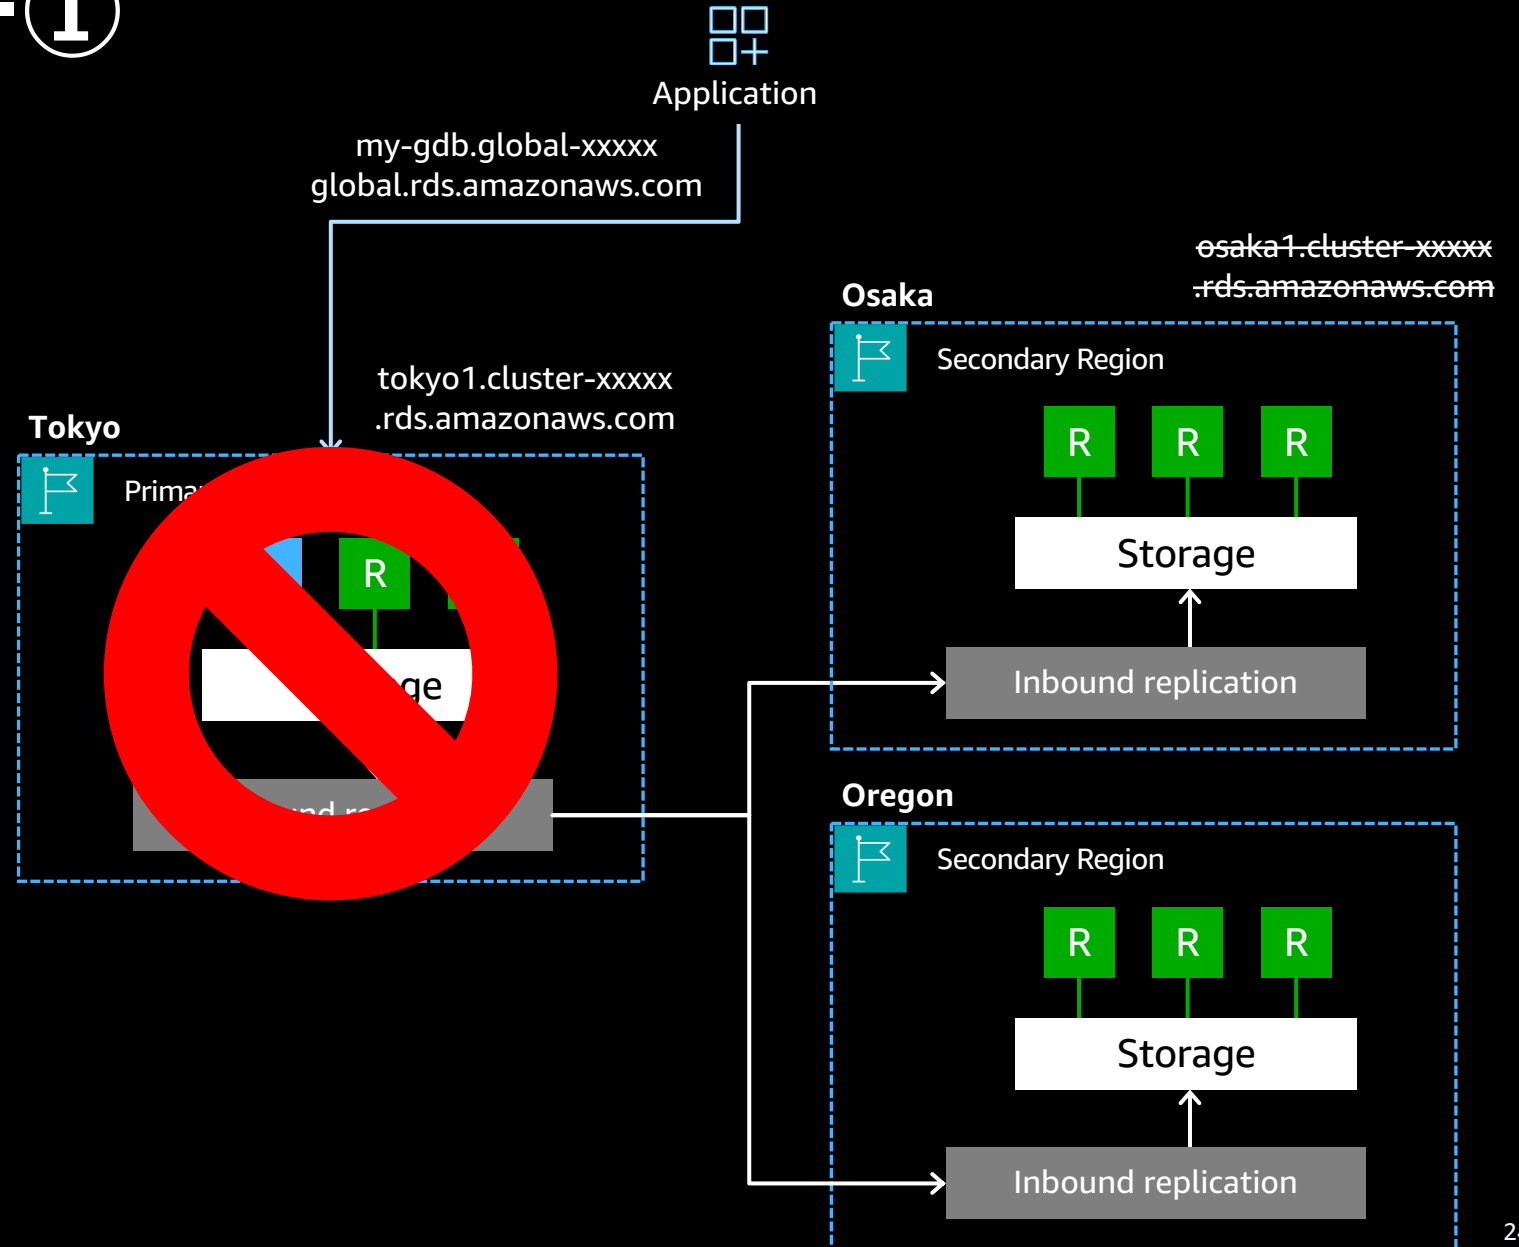 ①
Application
my-gdb.global-xxxxx
global.rds.amazonaws.com
osaka1.cluster-xxxxx
.rds.amazonaws.com
Osaka
Secondary Region
R R R
Storage
Inbound replication
tokyo1.cluster-xxxxx
.rds.amazonaws.com
Tokyo
R
Oregon
Secondary Region
R R R
Storage
Inbound replication